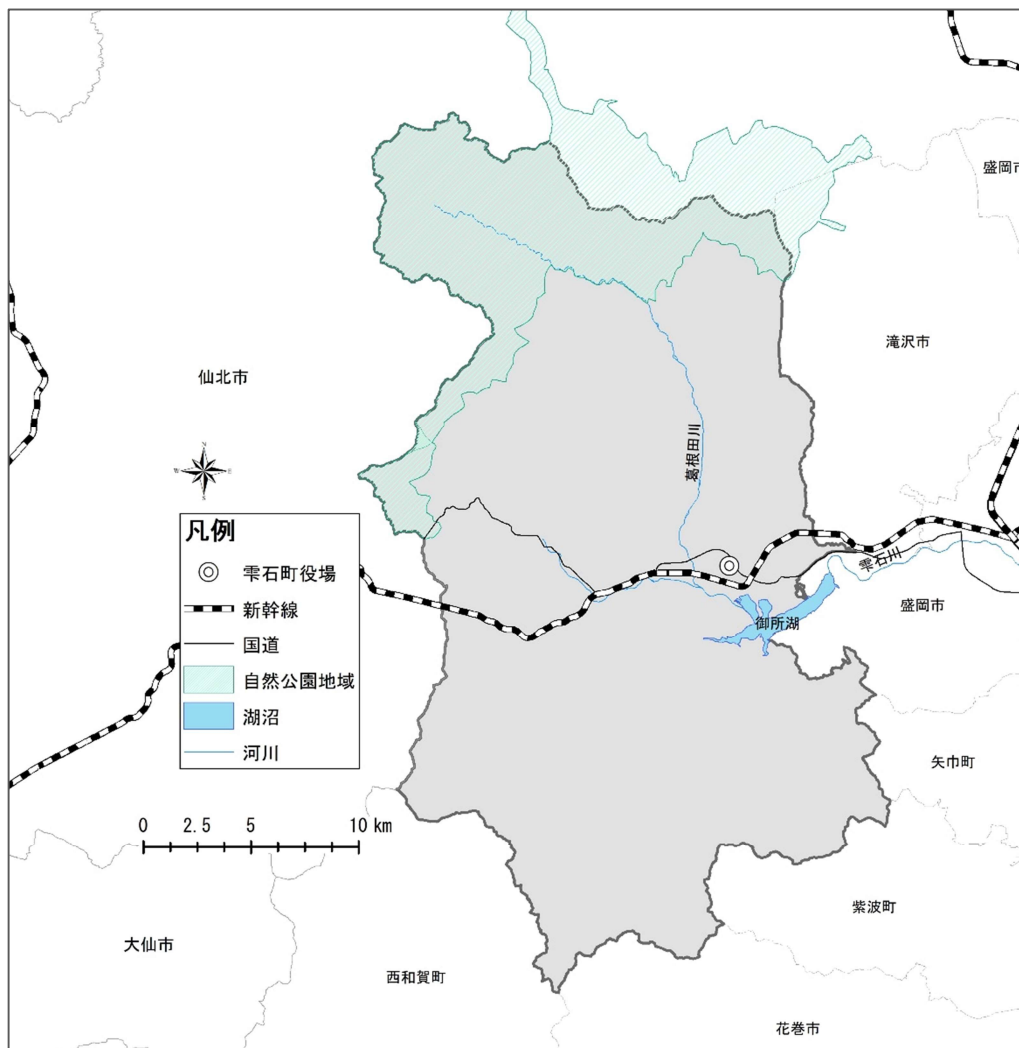 盛岡市
滝沢市
仙北市
葛根田川
N
W
E
S
凡例
雫石町役場
新幹線
国道
自然公園地域
湖沼
河川
雫石川
盛岡市
御所湖
矢巾町
0 2.5 5 10 km
紫波町
大仙市
西和賀町
花巻市